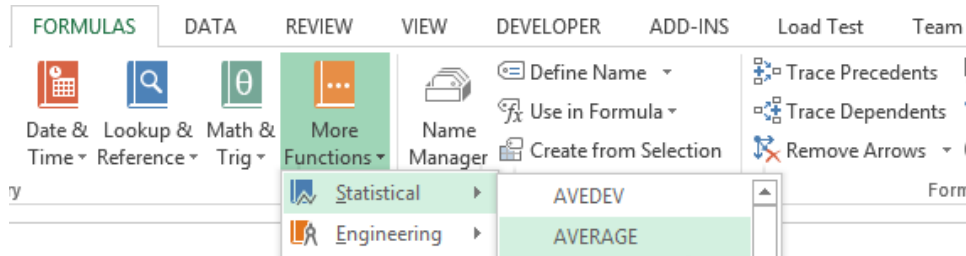 FORMULAS DATA REVIEW VIEW DEVELOPER ADD-INS Load Test Team
Date & Time Lookup & Reference Math & Trig More Functions Name Manager
Define Name
Use in Formula
Create from Selection
Trace Precedents
Trace Dependents
Remove Arrows
Statistical
Engineering
AVEDEV
AVERAGE